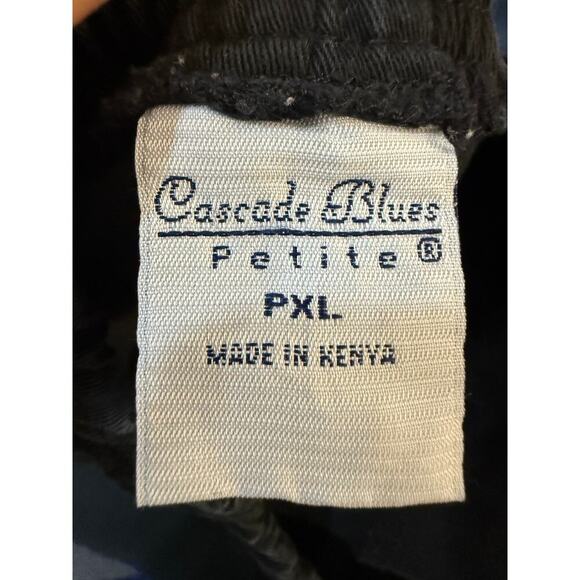 Cascade Blues
Petite®
PXL
MADE IN KENYA